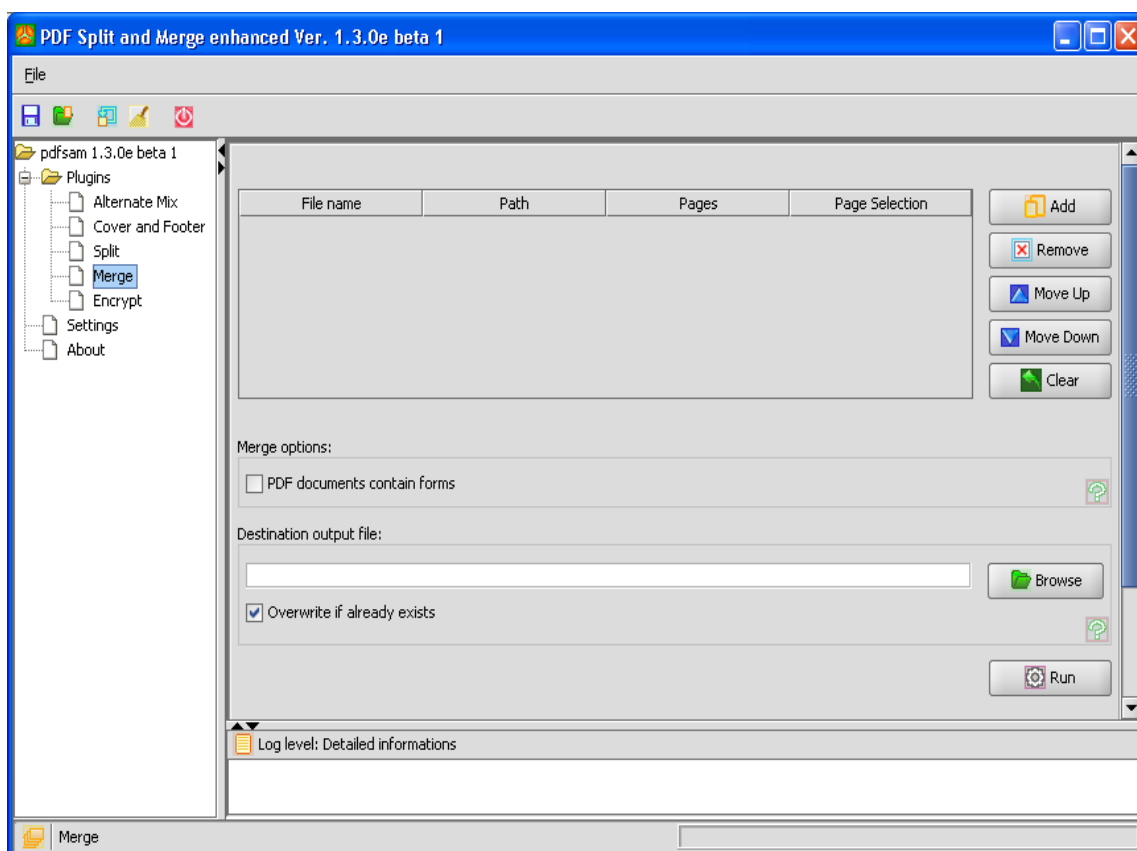 PDF Split and Merge enhanced Ver. 1.3.0e beta 1
File
pdfsam 1.3.0e beta 1
Plugins
Alternate Mix
Cover and Footer
Split
Merge
Encrypt
Settings
About
File name Path Pages Page Selection
Add
Remove
Move Up
Move Down
Clear
Merge options:
PDF documents contain forms
Destination output file:
Browse
Overwrite if already exists
Run
Log level: Detailed informations
Merge